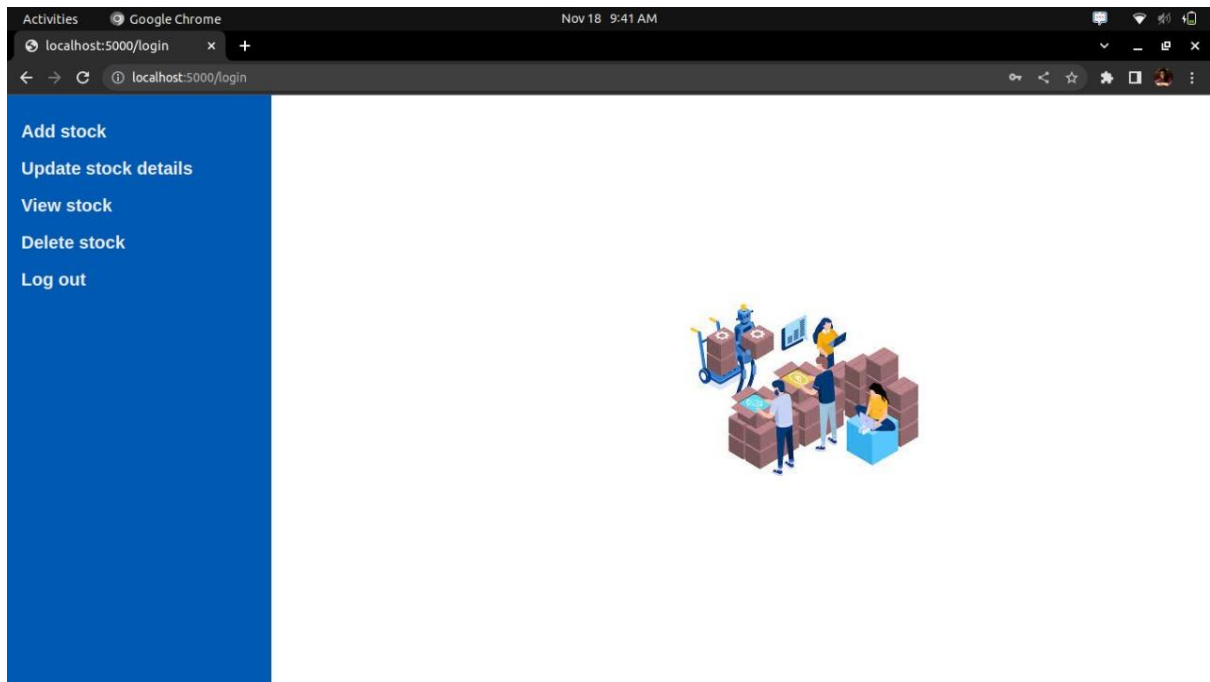 Activities Google Chrome Nov 18 9:41 AM
localhost:5000/login × +
localhost:5000/login
Add stock
Update stock details
View stock
Delete stock
Log out